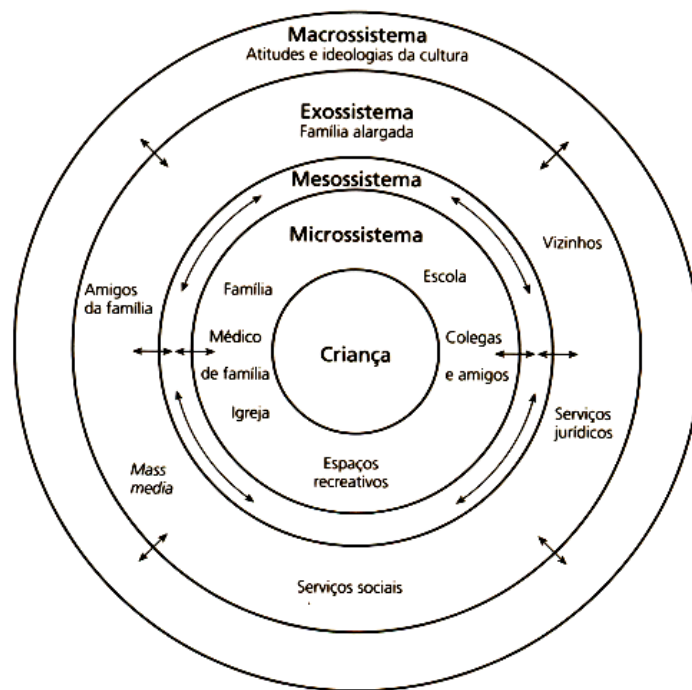 Macrossistema
Atitudes e ideologias da cultura
Exossistema
Família alargada
Mesossistema
Microssistema
Vizinhos
Escola
Família
Amigos
da família
Médico
de família
Criança
Colegas
e amigos
Igreja
Serviços
jurídicos
Espaços
recreativos
Mass
media
Serviços sociais